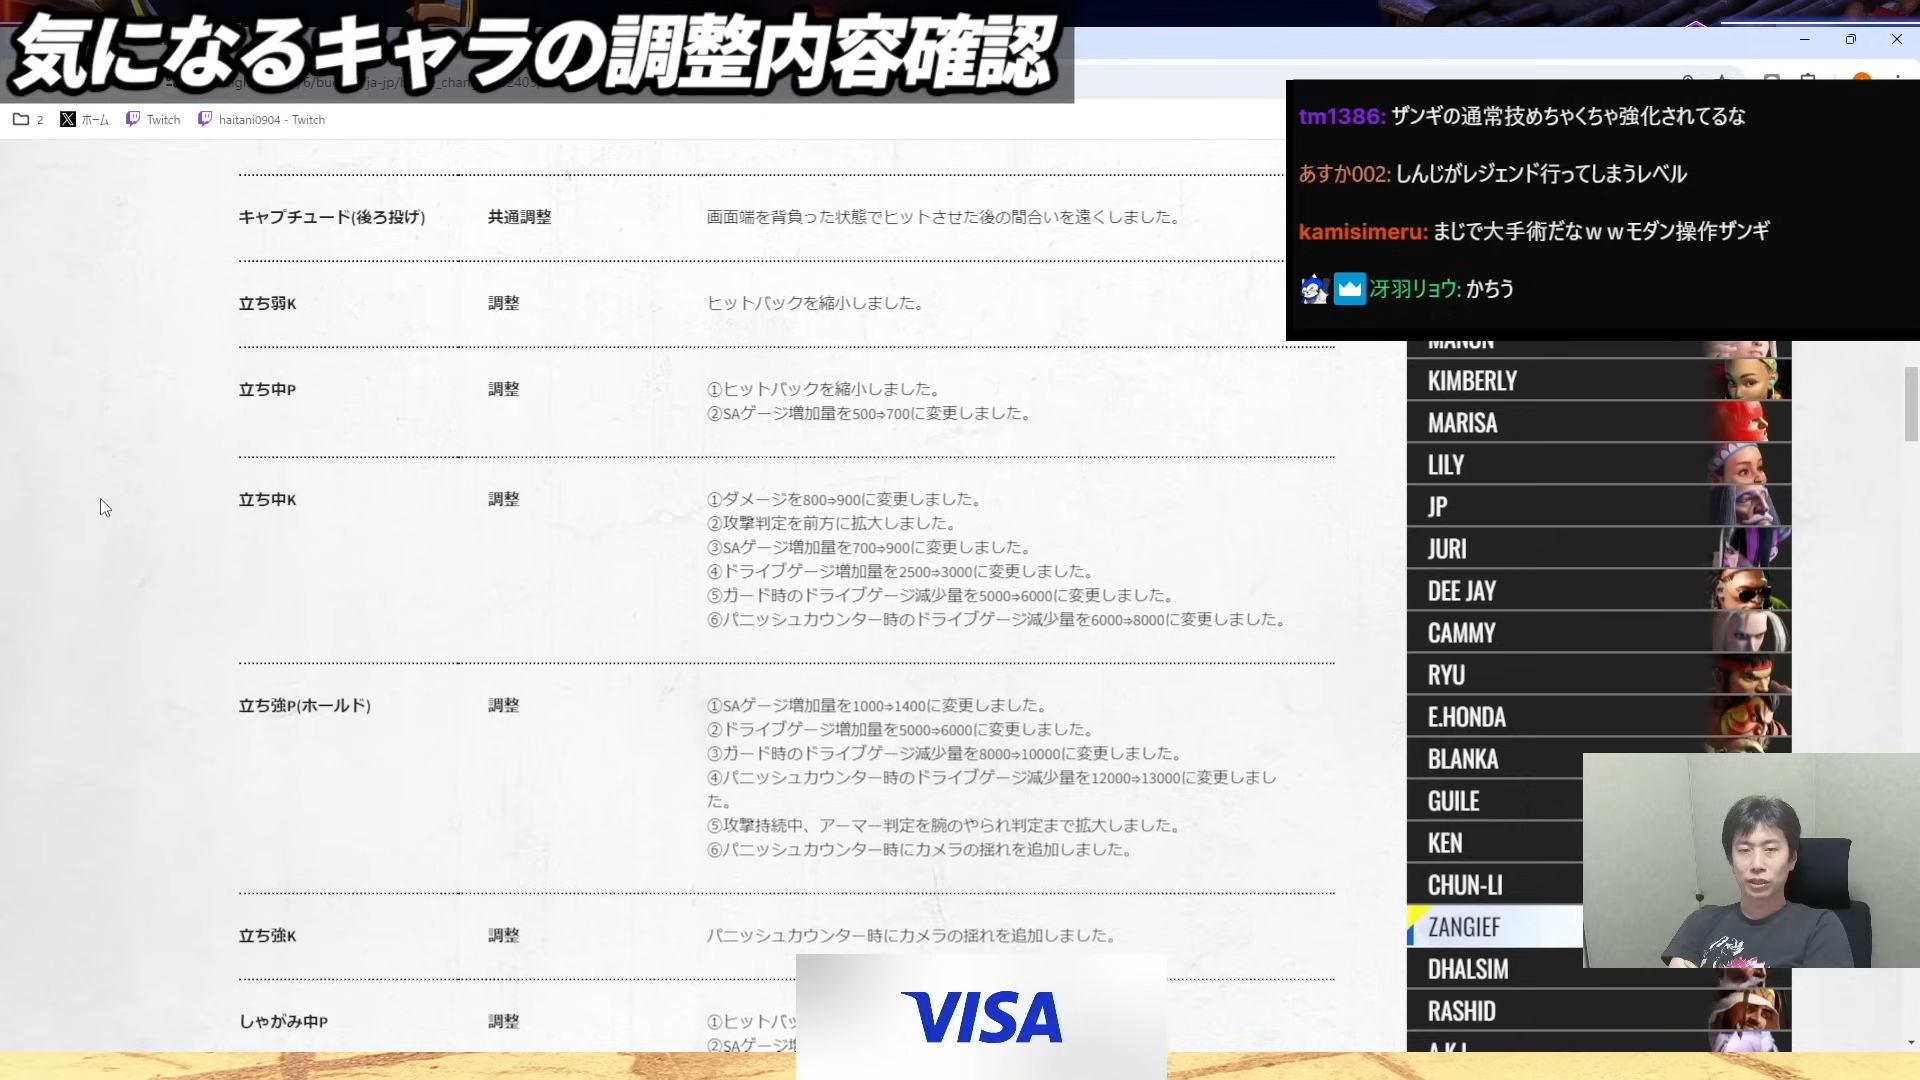 気になるキャラの調整内容確認
2
ホーム
Twitch
haitani0904 - Twitch
tm1386: ザンギの通常技めちゃくちゃ強化されてるな
あすか002: しんじがレジェンド行ってしまうレベル
kamisimeru: まじで大手術だなｗｗモダン操作ザンギ
冴羽リョウ: かちう
キャプチュード(後ろ投げ)
共通調整
画面端を背負った状態でヒットさせた後の間合いを遠くしました。
立ち弱K
調整
ヒットバックを縮小しました。
立ち中P
調整
①ヒットバックを縮小しました。
②SAゲージ増加量を500⇒700に変更しました。
立ち中K
調整
①ダメージを800⇒900に変更しました。
②攻撃判定を前方に拡大しました。
③SAゲージ増加量を700⇒900に変更しました。
④ドライブゲージ増加量を2500⇒3000に変更しました。
⑤ガード時のドライブゲージ減少量を5000⇒6000に変更しました。
⑥パニッシュカウンター時のドライブゲージ減少量を6000⇒8000に変更しました。
立ち強P(ホールド)
調整
①SAゲージ増加量を1000⇒1400に変更しました。
②ドライブゲージ増加量を5000⇒6000に変更しました。
③ガード時のドライブゲージ減少量を8000⇒10000に変更しました。
④パニッシュカウンター時のドライブゲージ減少量を12000⇒13000に変更しまし
た。
⑤攻撃持続中、アーマー判定を腕のやられ判定まで拡大しました。
⑥パニッシュカウンター時にカメラの揺れを追加しました。
立ち強K
調整
パニッシュカウンター時にカメラの揺れを追加しました。
しゃがみ中P
調整
①ヒットバッ
②SAゲージ増
MANON
KIMBERLY
MARISA
LILY
JP
JURI
DEE JAY
CAMMY
RYU
E.HONDA
BLANKA
GUILE
KEN
CHUN-LI
ZANGIEF
DHALSIM
RASHID
A.K.I.
VISA